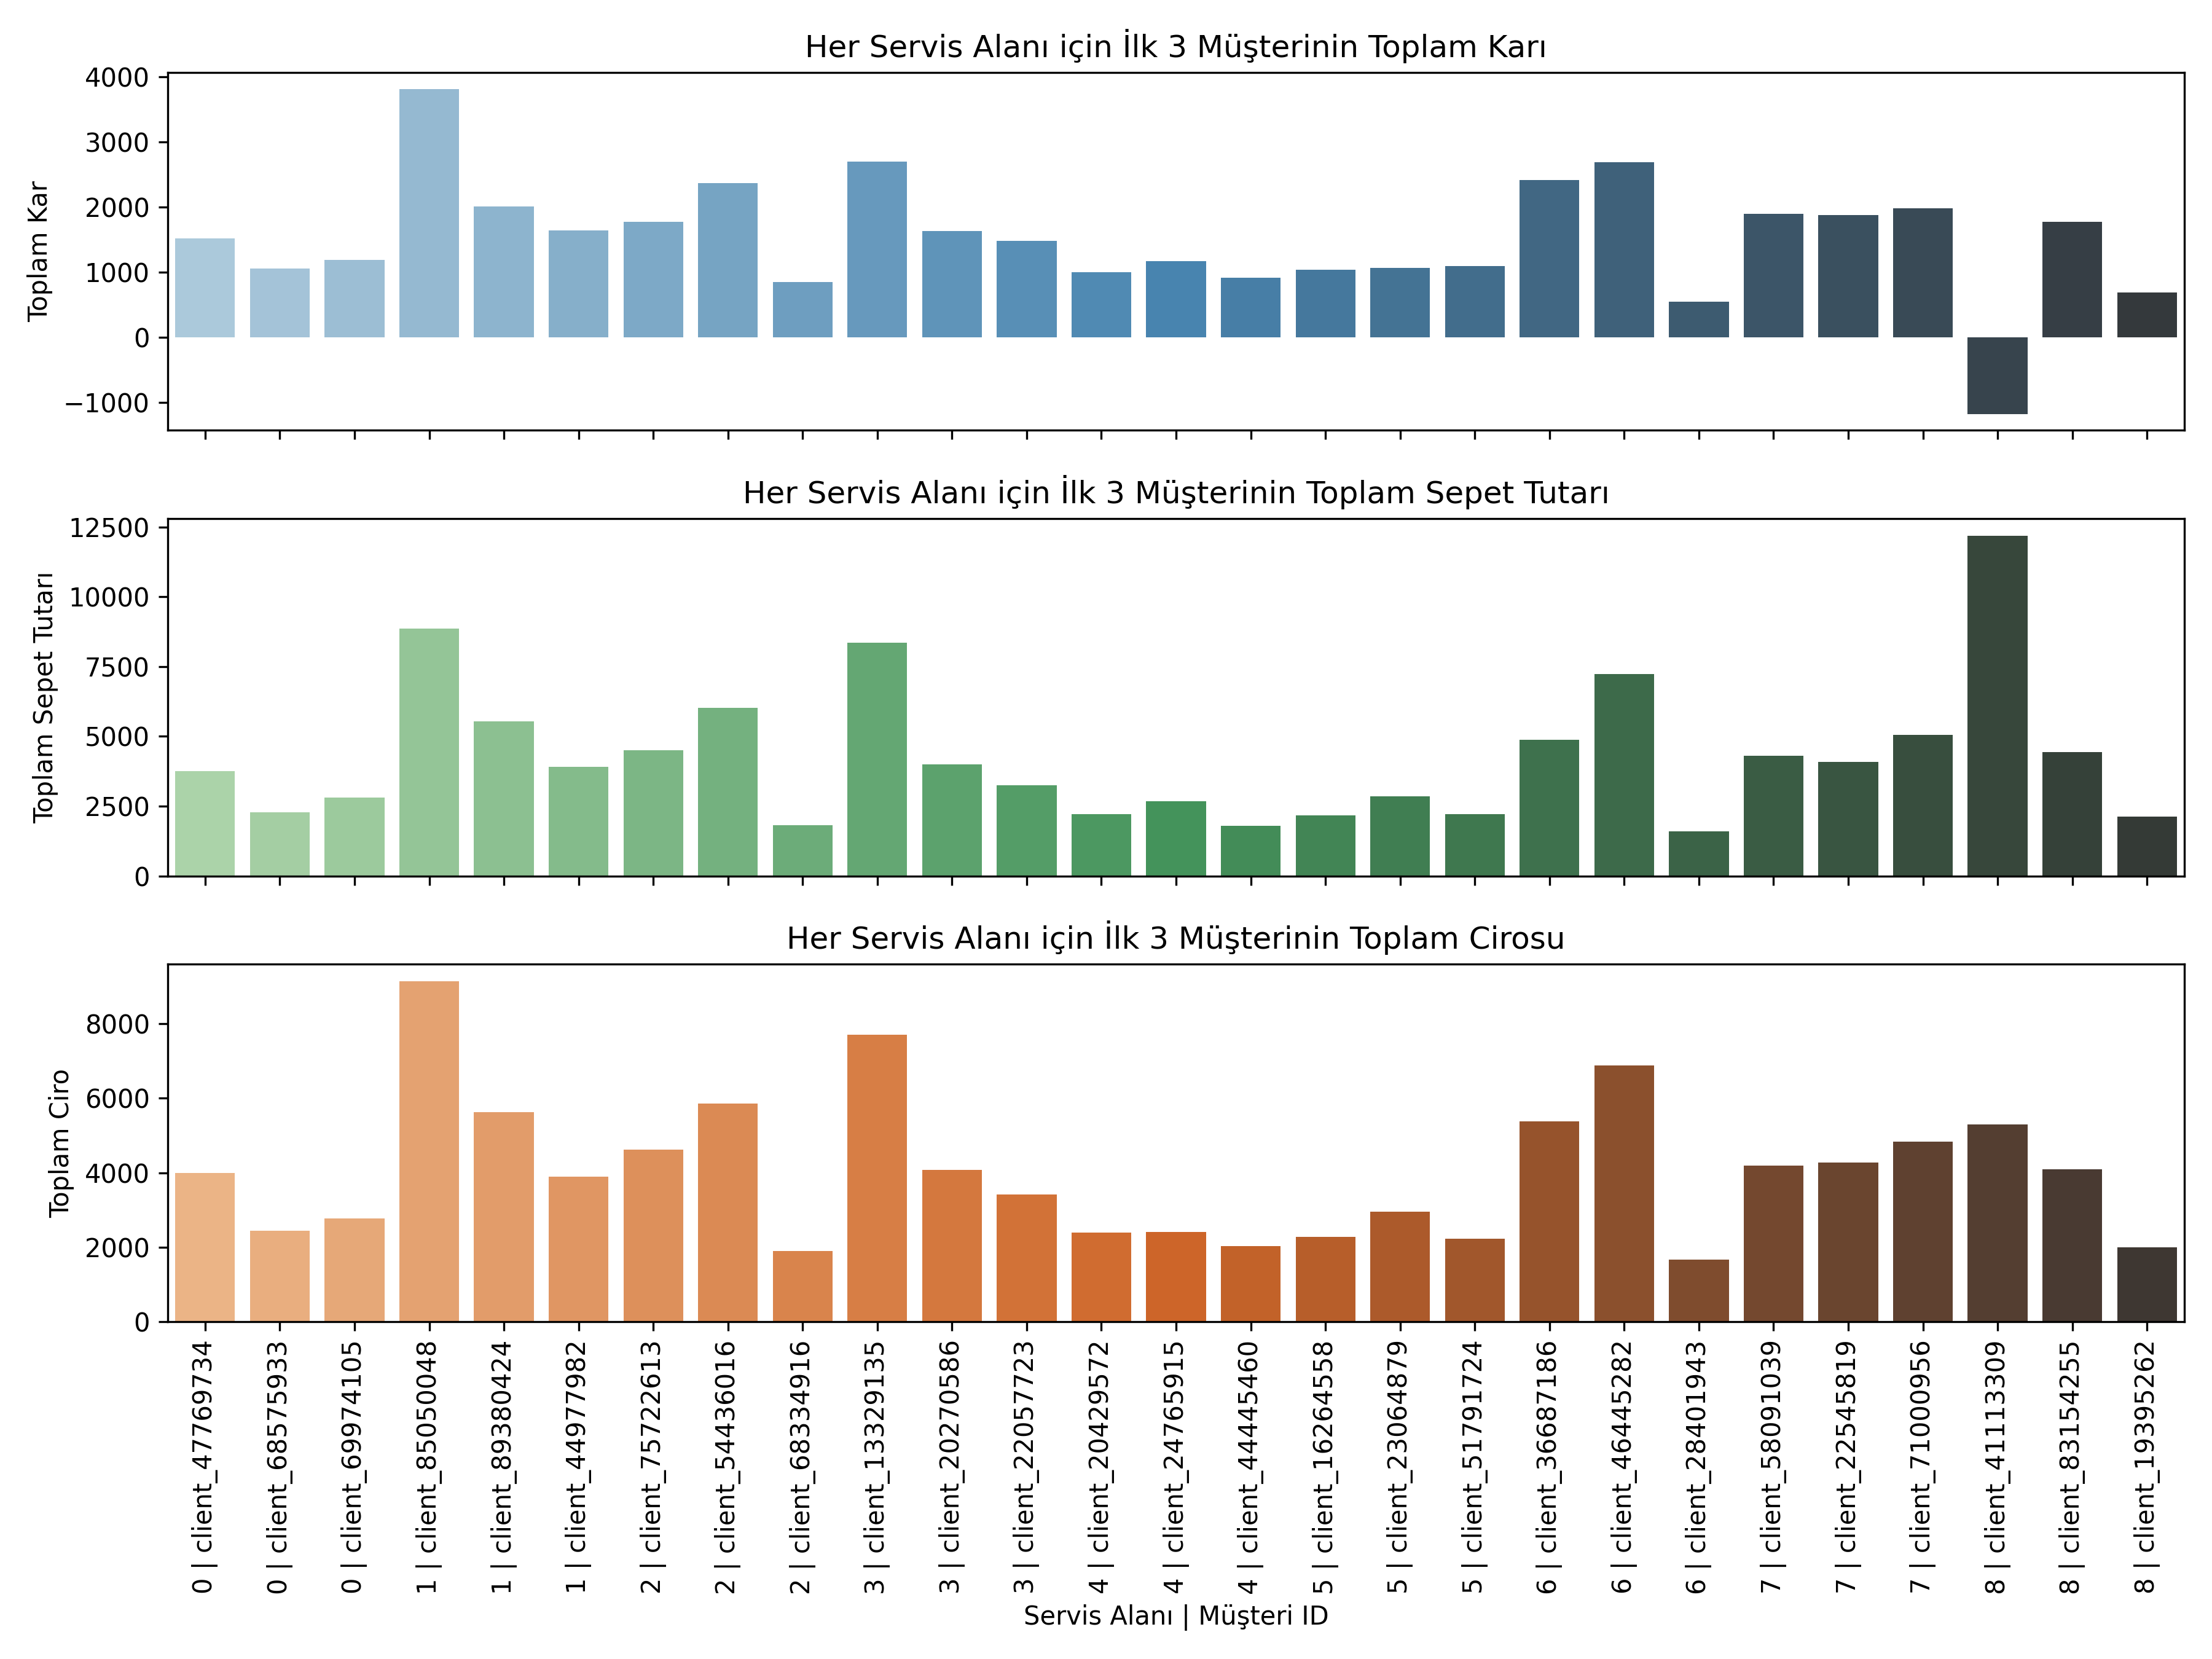 Her Servis Alanı için İlk 3 Müşterinin Toplam Karı
Toplam Kar
4000
3000
2000
1000
0
−1000
Her Servis Alanı için İlk 3 Müşterinin Toplam Sepet Tutarı
Toplam Sepet Tutarı
12500
10000
7500
5000
2500
0
Her Servis Alanı için İlk 3 Müşterinin Toplam Cirosu
Toplam Ciro
8000
6000
4000
2000
0
0 | client_47769734
0 | client_68575933
0 | client_69974105
1 | client_85050048
1 | client_89380424
1 | client_44977982
2 | client_75722613
2 | client_54436016
2 | client_68334916
3 | client_13329135
3 | client_20270586
3 | client_22057723
4 | client_20429572
4 | client_24765915
4 | client_44445460
5 | client_16264558
5 | client_23064879
5 | client_51791724
6 | client_36687186
6 | client_46445282
6 | client_28401943
7 | client_58091039
7 | client_22545819
7 | client_71000956
8 | client_41113309
8 | client_83154255
8 | client_19395262
Servis Alanı | Müşteri ID